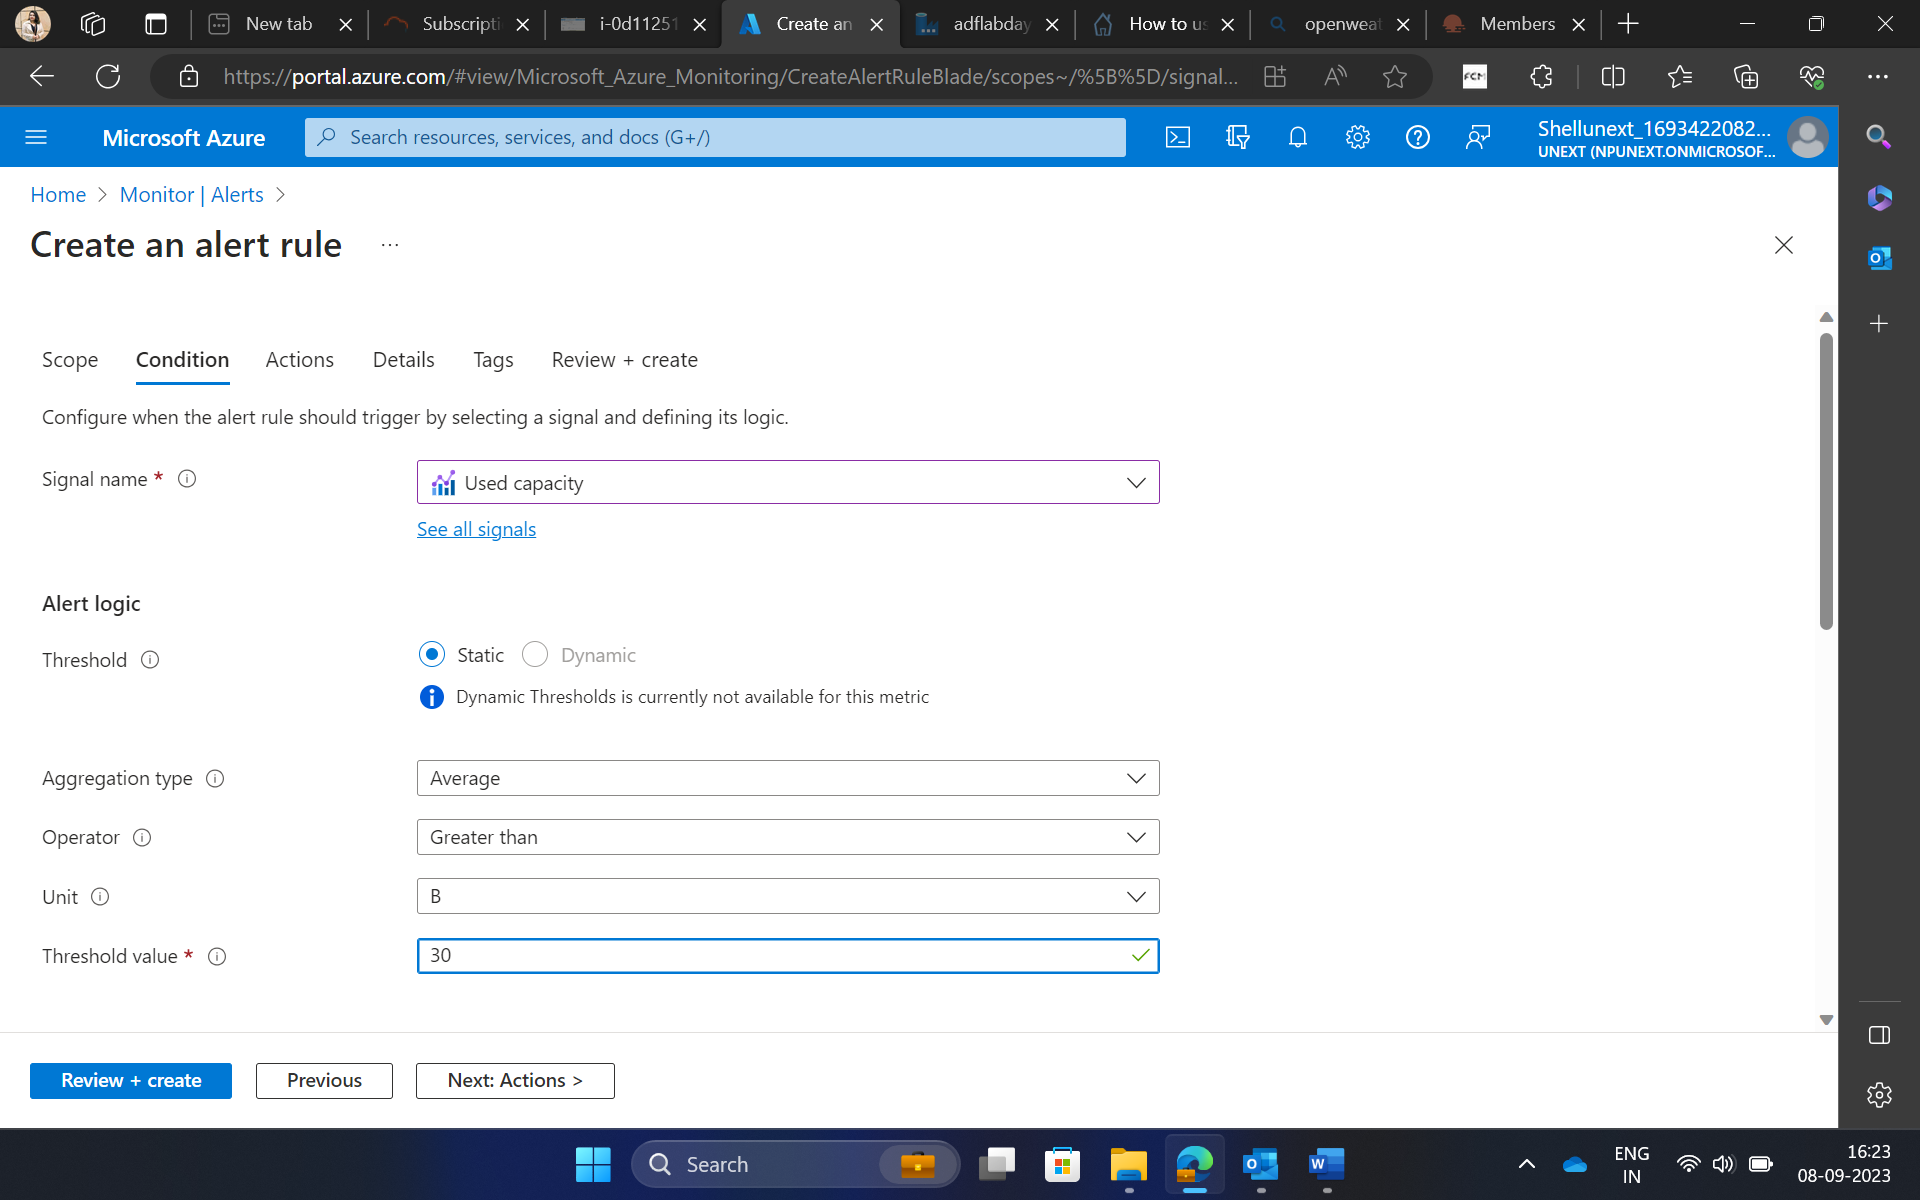 New tab
Subscripti
i-0d11251
Create an
adflabday
How to us
openweat
Members
https://portal.azure.com/#view/Microsoft_Azure_Monitoring/CreateAlertRuleBlade/scopes~/%5B%5D/signal...
FCM
Microsoft Azure
Search resources, services, and docs (G+/)
Shellunext_1693422082...
UNEXT (NPUNEXT.ONMICROSOF...
Home > Monitor | Alerts >
Create an alert rule ...
Scope Condition Actions Details Tags Review + create
Configure when the alert rule should trigger by selecting a signal and defining its logic.
Signal name *
Used capacity
See all signals
Alert logic
Threshold
Static Dynamic
Dynamic Thresholds is currently not available for this metric
Aggregation type
Average
Operator
Greater than
Unit
B
Threshold value *
30
Review + create
Previous
Next: Actions >
Search
ENG
IN
16:23
08-09-2023